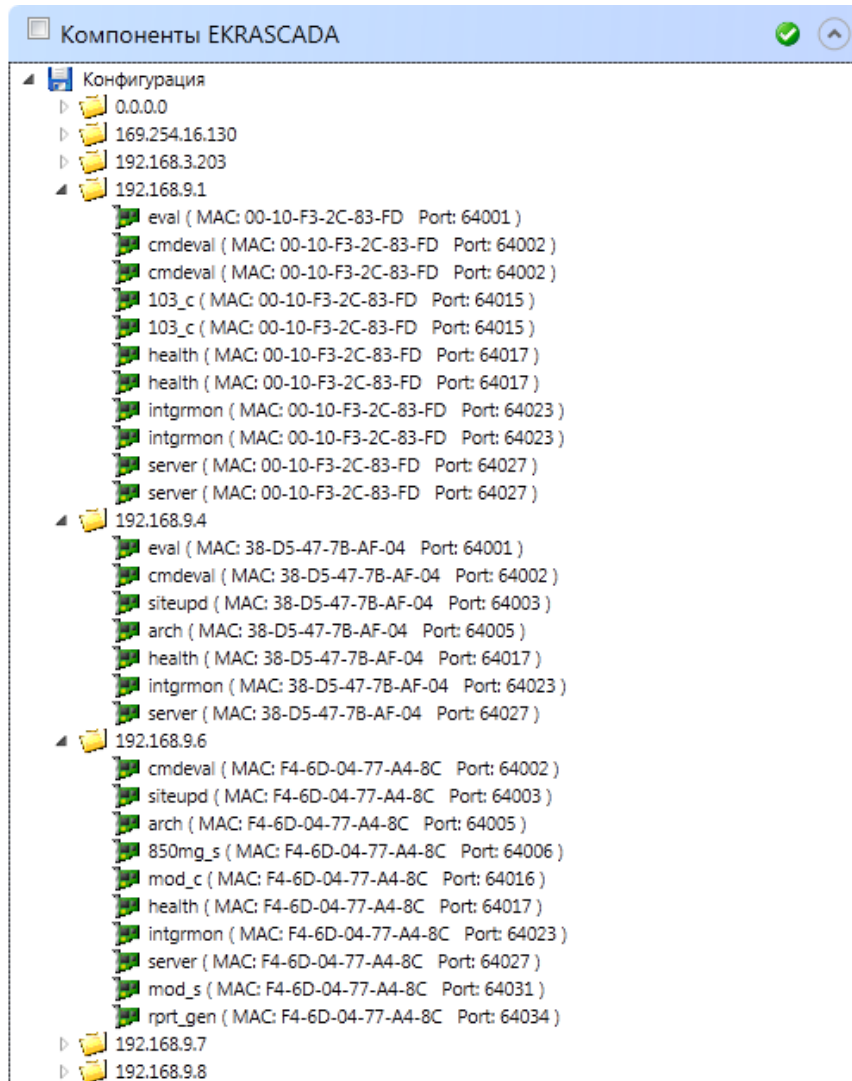 Компоненты EKRASCADA
Конфигурация
0.0.0.0
169.254.16.130
192.168.3.203
192.168.9.1
eval ( MAC: 00-10-F3-2C-83-FD Port: 64001 )
cmdeval ( MAC: 00-10-F3-2C-83-FD Port: 64002 )
cmdeval ( MAC: 00-10-F3-2C-83-FD Port: 64002 )
103_c ( MAC: 00-10-F3-2C-83-FD Port: 64015 )
103_c ( MAC: 00-10-F3-2C-83-FD Port: 64015 )
health ( MAC: 00-10-F3-2C-83-FD Port: 64017 )
health ( MAC: 00-10-F3-2C-83-FD Port: 64017 )
intgrmon ( MAC: 00-10-F3-2C-83-FD Port: 64023 )
intgrmon ( MAC: 00-10-F3-2C-83-FD Port: 64023 )
server ( MAC: 00-10-F3-2C-83-FD Port: 64027 )
server ( MAC: 00-10-F3-2C-83-FD Port: 64027 )
192.168.9.4
eval ( MAC: 38-D5-47-7B-AF-04 Port: 64001 )
cmdeval ( MAC: 38-D5-47-7B-AF-04 Port: 64002 )
siteupd ( MAC: 38-D5-47-7B-AF-04 Port: 64003 )
arch ( MAC: 38-D5-47-7B-AF-04 Port: 64005 )
health ( MAC: 38-D5-47-7B-AF-04 Port: 64017 )
intgrmon ( MAC: 38-D5-47-7B-AF-04 Port: 64023 )
server ( MAC: 38-D5-47-7B-AF-04 Port: 64027 )
192.168.9.6
cmdeval ( MAC: F4-6D-04-77-A4-8C Port: 64002 )
siteupd ( MAC: F4-6D-04-77-A4-8C Port: 64003 )
arch ( MAC: F4-6D-04-77-A4-8C Port: 64005 )
850mg_s ( MAC: F4-6D-04-77-A4-8C Port: 64006 )
mod_c ( MAC: F4-6D-04-77-A4-8C Port: 64016 )
health ( MAC: F4-6D-04-77-A4-8C Port: 64017 )
intgrmon ( MAC: F4-6D-04-77-A4-8C Port: 64023 )
server ( MAC: F4-6D-04-77-A4-8C Port: 64027 )
mod_s ( MAC: F4-6D-04-77-A4-8C Port: 64031 )
rprt_gen ( MAC: F4-6D-04-77-A4-8C Port: 64034 )
192.168.9.7
192.168.9.8